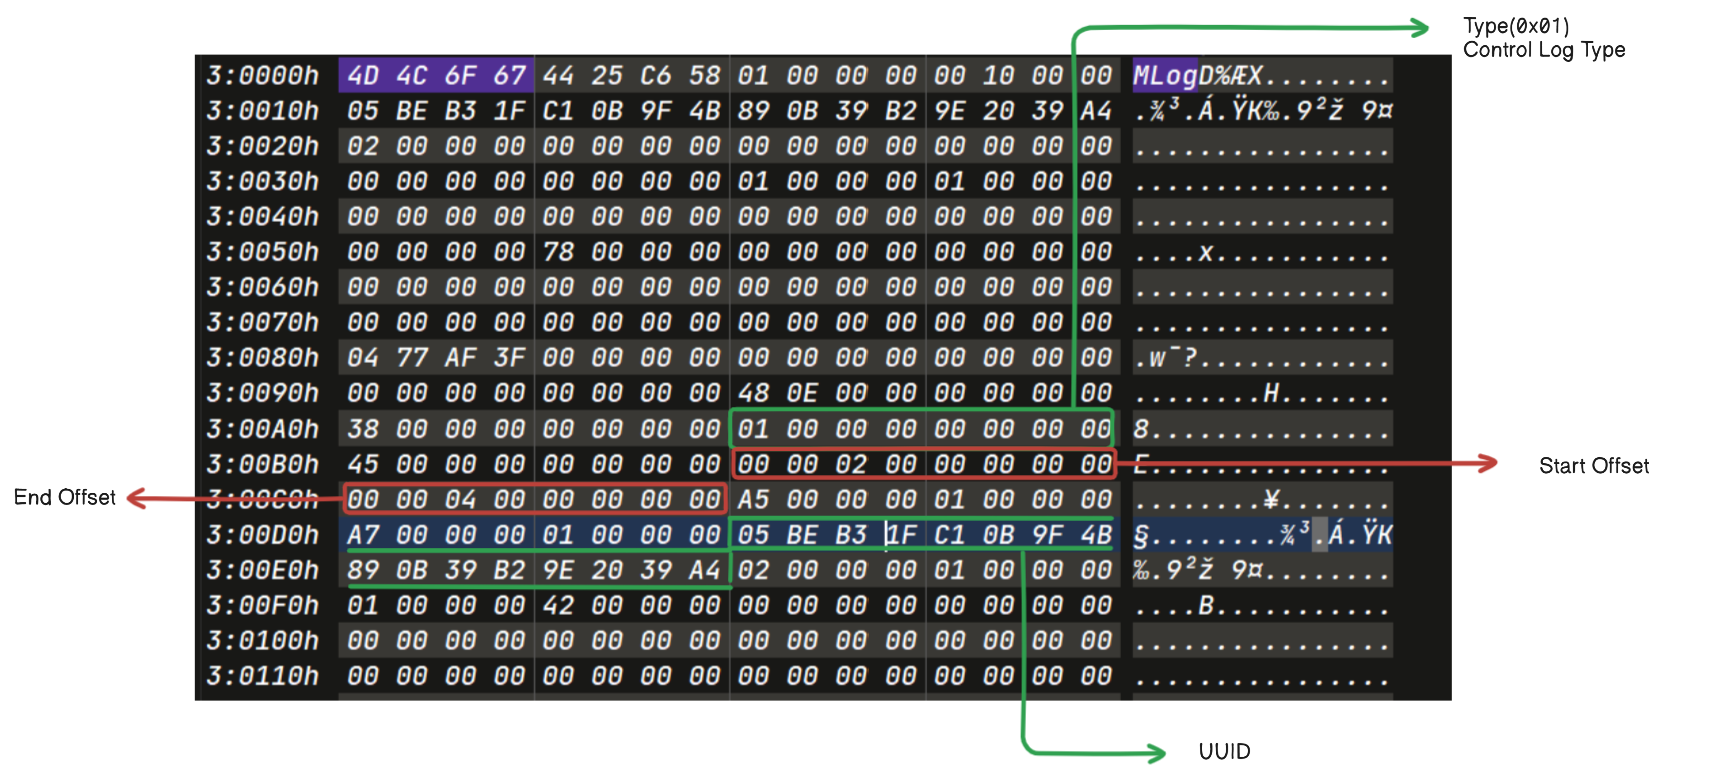 Type(0x01)
Control Log Type
3:0000h 4D 4C 6F 67 44 25 C6 58 01 00 00 00 00 10 00 00 MLogD%ÆX........
3:0010h 05 BE B3 1F C1 0B 9F 4B 89 0B 39 B2 9E 20 39 A4 .¾³.Á.ŸK‰.9²ž 9¤
3:0020h 02 00 00 00 00 00 00 00 00 00 00 00 00 00 00 00 ................
3:0030h 00 00 00 00 00 00 00 00 01 00 00 00 01 00 00 00 ................
3:0040h 00 00 00 00 00 00 00 00 00 00 00 00 00 00 00 00 ................
3:0050h 00 00 00 00 78 00 00 00 00 00 00 00 00 00 00 00 ....x...........
3:0060h 00 00 00 00 00 00 00 00 00 00 00 00 00 00 00 00 ................
3:0070h 00 00 00 00 00 00 00 00 00 00 00 00 00 00 00 00 ................
3:0080h 04 77 AF 3F 00 00 00 00 00 00 00 00 00 00 00 00 .w¯?............
3:0090h 00 00 00 00 00 00 00 00 48 0E 00 00 00 00 00 00 ........H.......
3:00A0h 38 00 00 00 00 00 00 00 01 00 00 00 00 00 00 00 8...............
3:00B0h 45 00 00 00 00 00 00 00 00 00 02 00 00 00 00 00 E............... Start Offset
End Offset 3:00C0h 00 00 04 00 00 00 00 00 A5 00 00 00 01 00 00 00 ........¥.......
3:00D0h A7 00 00 00 01 00 00 00 05 BE B3 1F C1 0B 9F 4B §........¾³.Á.ŸK
3:00E0h 89 0B 39 B2 9E 20 39 A4 02 00 00 00 01 00 00 00 ‰.9²ž 9¤........
3:00F0h 01 00 00 00 42 00 00 00 00 00 00 00 00 00 00 00 ....B...........
3:0100h 00 00 00 00 00 00 00 00 00 00 00 00 00 00 00 00 ................
3:0110h 00 00 00 00 00 00 00 00 00 00 00 00 00 00 00 00 ................
UUID